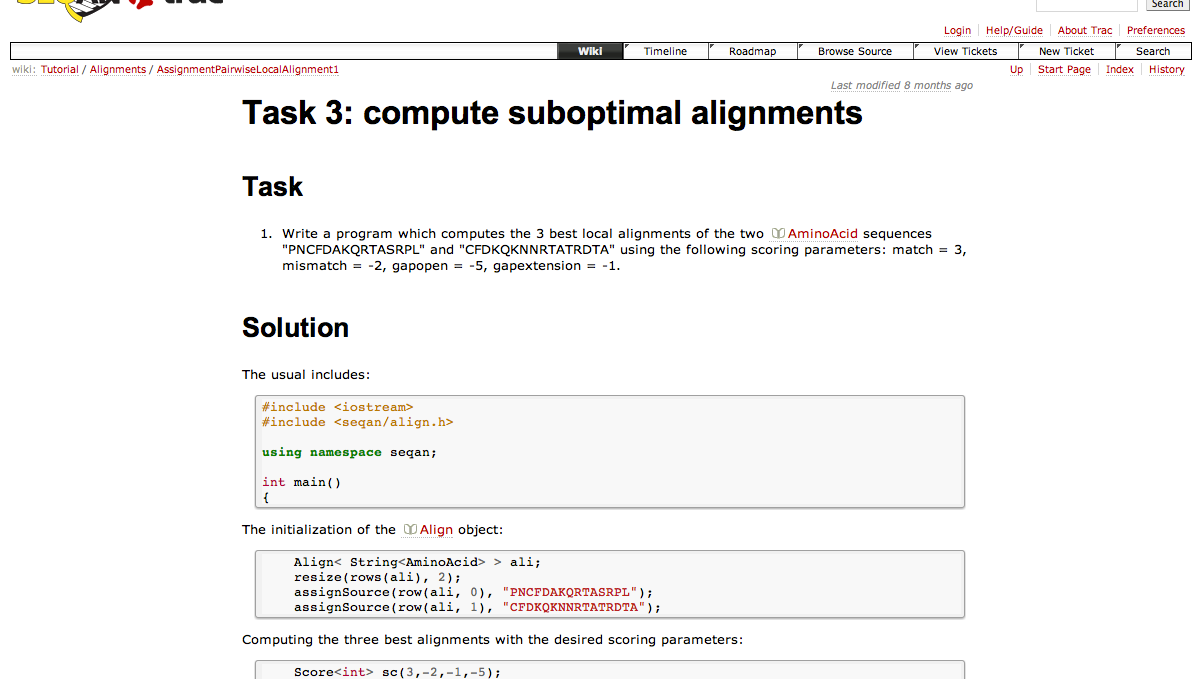 Search
Login Help/Guide About Trac Preferences
Wiki Timeline Roadmap Browse Source View Tickets New Ticket Search
wiki: Tutorial / Alignments / AssignmentPairwiseLocalAlignment1 Up Start Page Index History
Last modified 8 months ago
Task 3: compute suboptimal alignments
Task
1. Write a program which computes the 3 best local alignments of the two AminoAcid sequences
"PNCFDAKQRTASRPL" and "CFDKQKNNRTATRDTA" using the following scoring parameters: match = 3,
mismatch = -2, gapopen = -5, gapextension = -1.
Solution
The usual includes:
#include <iostream>
#include <seqan/align.h>
using namespace seqan;
int main()
{
The initialization of the Align object:
Align< String<AminoAcid> > ali;
resize(rows(ali), 2);
assignSource(row(ali, 0), "PNCFDAKQRTASRPL");
assignSource(row(ali, 1), "CFDKQKNNRTATRDTA");
Computing the three best alignments with the desired scoring parameters:
Score<int> sc(3,-2,-1,-5);